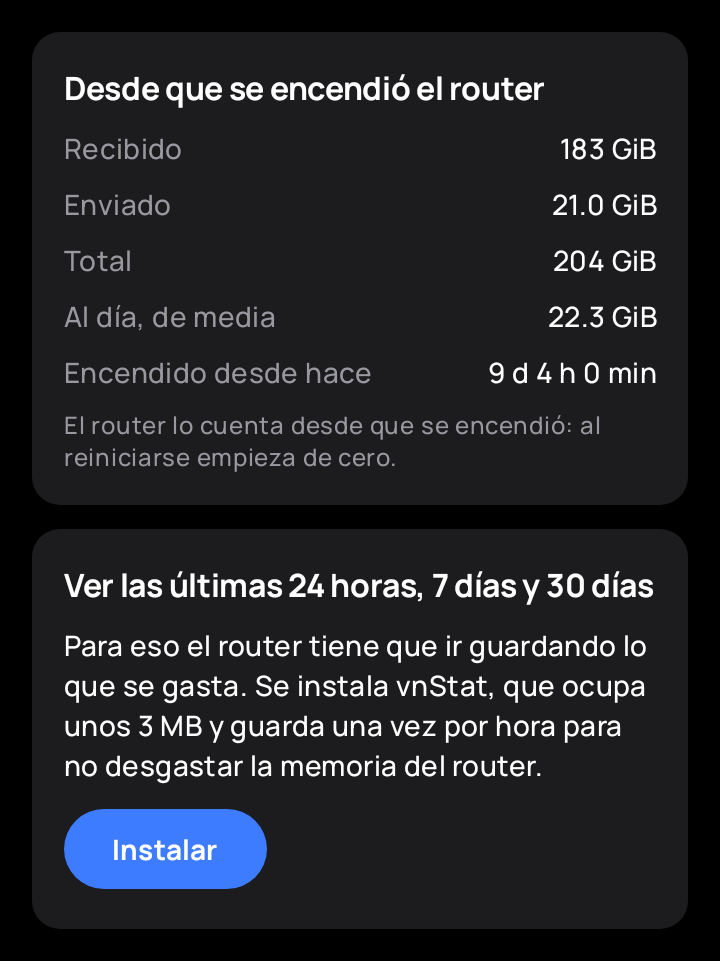 Desde que se encendió el router
Recibido 183 GiB
Enviado 21.0 GiB
Total 204 GiB
Al día, de media 22.3 GiB
Encendido desde hace 9 d 4 h 0 min
El router lo cuenta desde que se encendió: al
reiniciarse empieza de cero.
Ver las últimas 24 horas, 7 días y 30 días
Para eso el router tiene que ir guardando lo
que se gasta. Se instala vnStat, que ocupa
unos 3 MB y guarda una vez por hora para
no desgastar la memoria del router.
Instalar